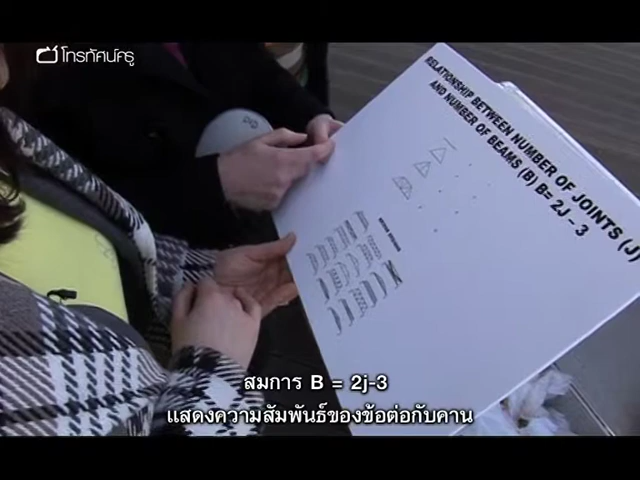 โทรทัศน์ครู
RELATIONSHIP BETWEEN NUMBER OF JOINTS (J)
AND NUMBER OF BEAMS (B) B= 2J - 3
สมการ B = 2j-3
แสดงความสัมพันธ์ของข้อต่อกับคาน